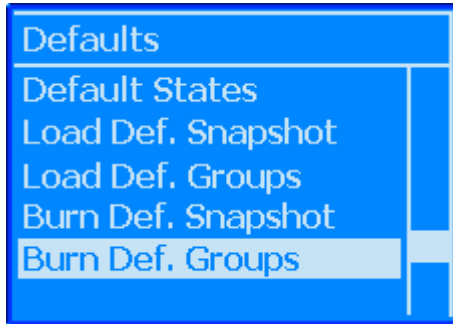 Defaults
Default States
Load Def. Snapshot
Load Def. Groups
Burn Def. Snapshot
Burn Def. Groups